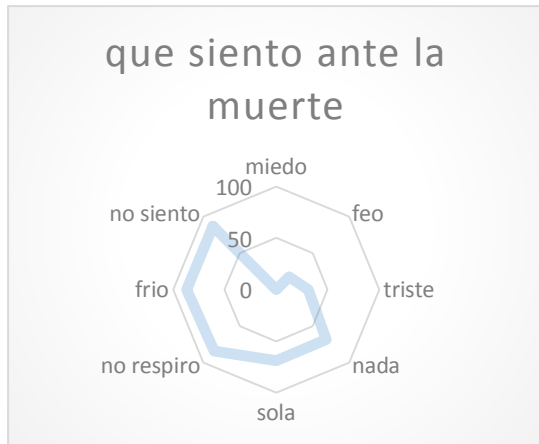 que siento ante la
muerte
miedo
100
no siento
feo
50
frio
0
triste
no respiro
nada
sola